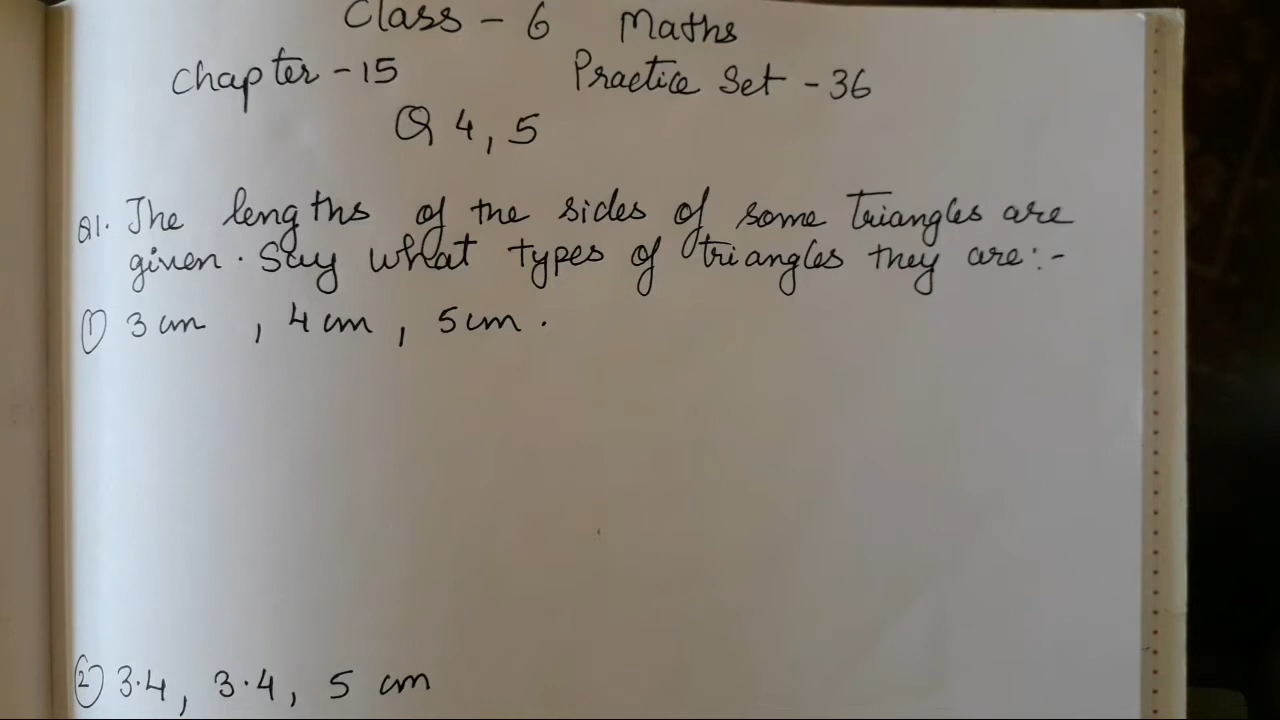 Class - 6 Maths
Chapter - 15 Practice Set - 36
Q 4, 5
Q1. The lengths of the sides of some Triangles are
given. Say what types of triangles they are:-
① 3 cm , 4 cm , 5 cm .
② 3.4, 3.4, 5 cm